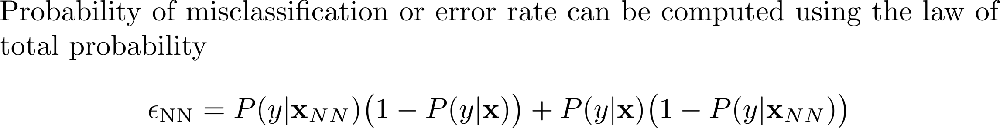 Probability of misclassification or error rate can be computed using the law of
total probability
ϵ_NN = P(y|x_NN)(1 − P(y|x)) + P(y|x)(1 − P(y|x_NN))